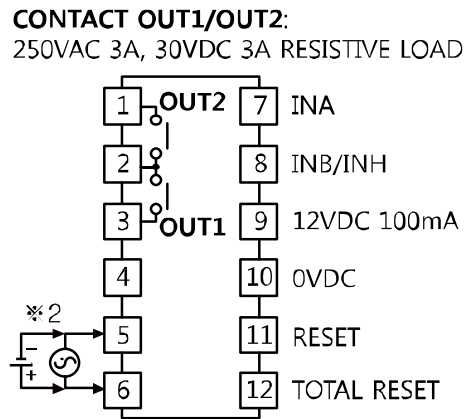 CONTACT OUT1/OUT2:
250VAC 3A, 30VDC 3A RESISTIVE LOAD
1 OUT2 7 INA
2 8 INB/INH
3 OUT1 9 12VDC 100mA
4 10 0VDC
※2
5 11 RESET
6 12 TOTAL RESET
−
+